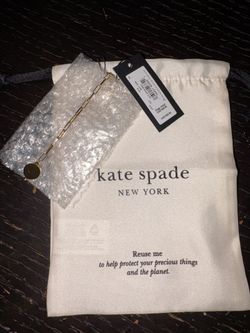 kate spade
NEW YORK
Reuse me
to help protect your precious things
and the planet.